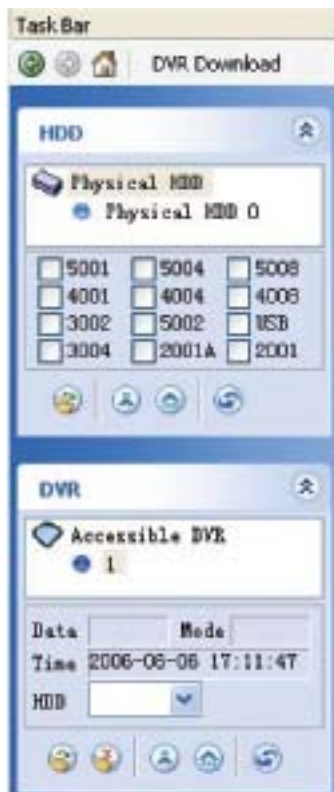 Task Bar
DVR Download
HDD
Physical HDD
Physical HDD 0
5001 5004 5008
4001 4004 4008
3002 5002 USB
3004 2001A 2001
DVR
Accessible DVR
1
Data Mode
Time 2006-06-06 17:11:47
HDD